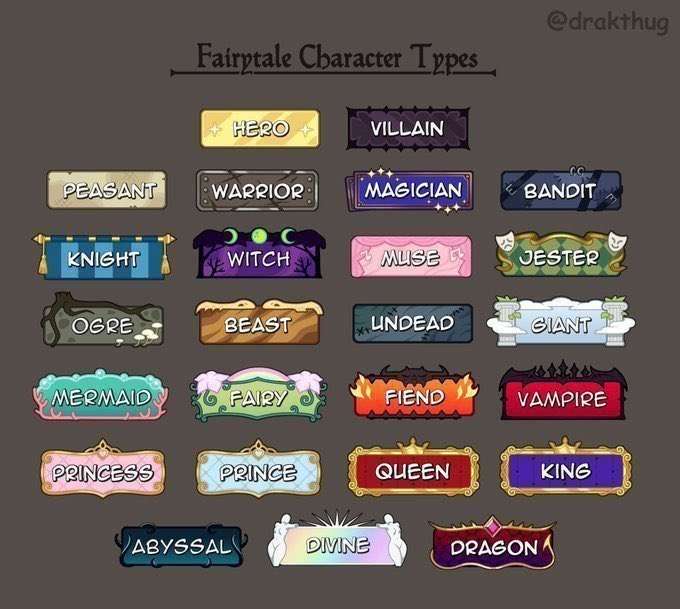 @drakthug
Fairytale Character Types
HERO
VILLAIN
PEASANT
WARRIOR
MAGICIAN
BANDIT
KNIGHT
WITCH
MUSE
JESTER
OGRE
BEAST
UNDEAD
GIANT
MERMAID
FAIRY
FIEND
VAMPIRE
PRINCESS
PRINCE
QUEEN
KING
ABYSSAL
DIVINE
DRAGON